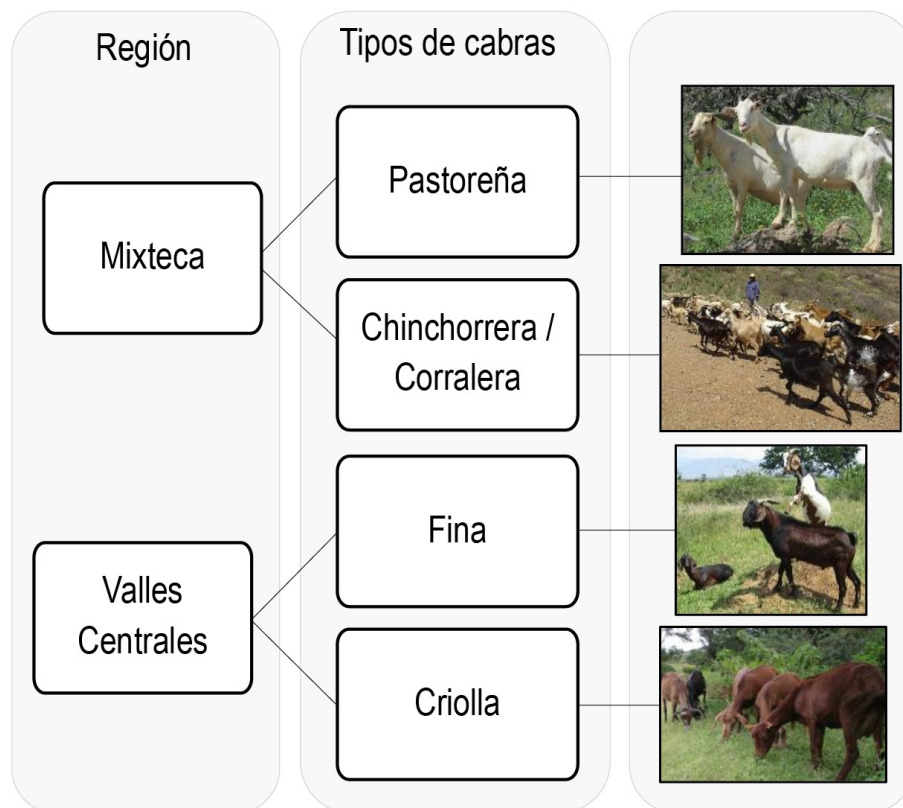 Región
Tipos de cabras
Mixteca
Pastoreña
Chinchorrera /
Corralera
Valles
Centrales
Fina
Criolla